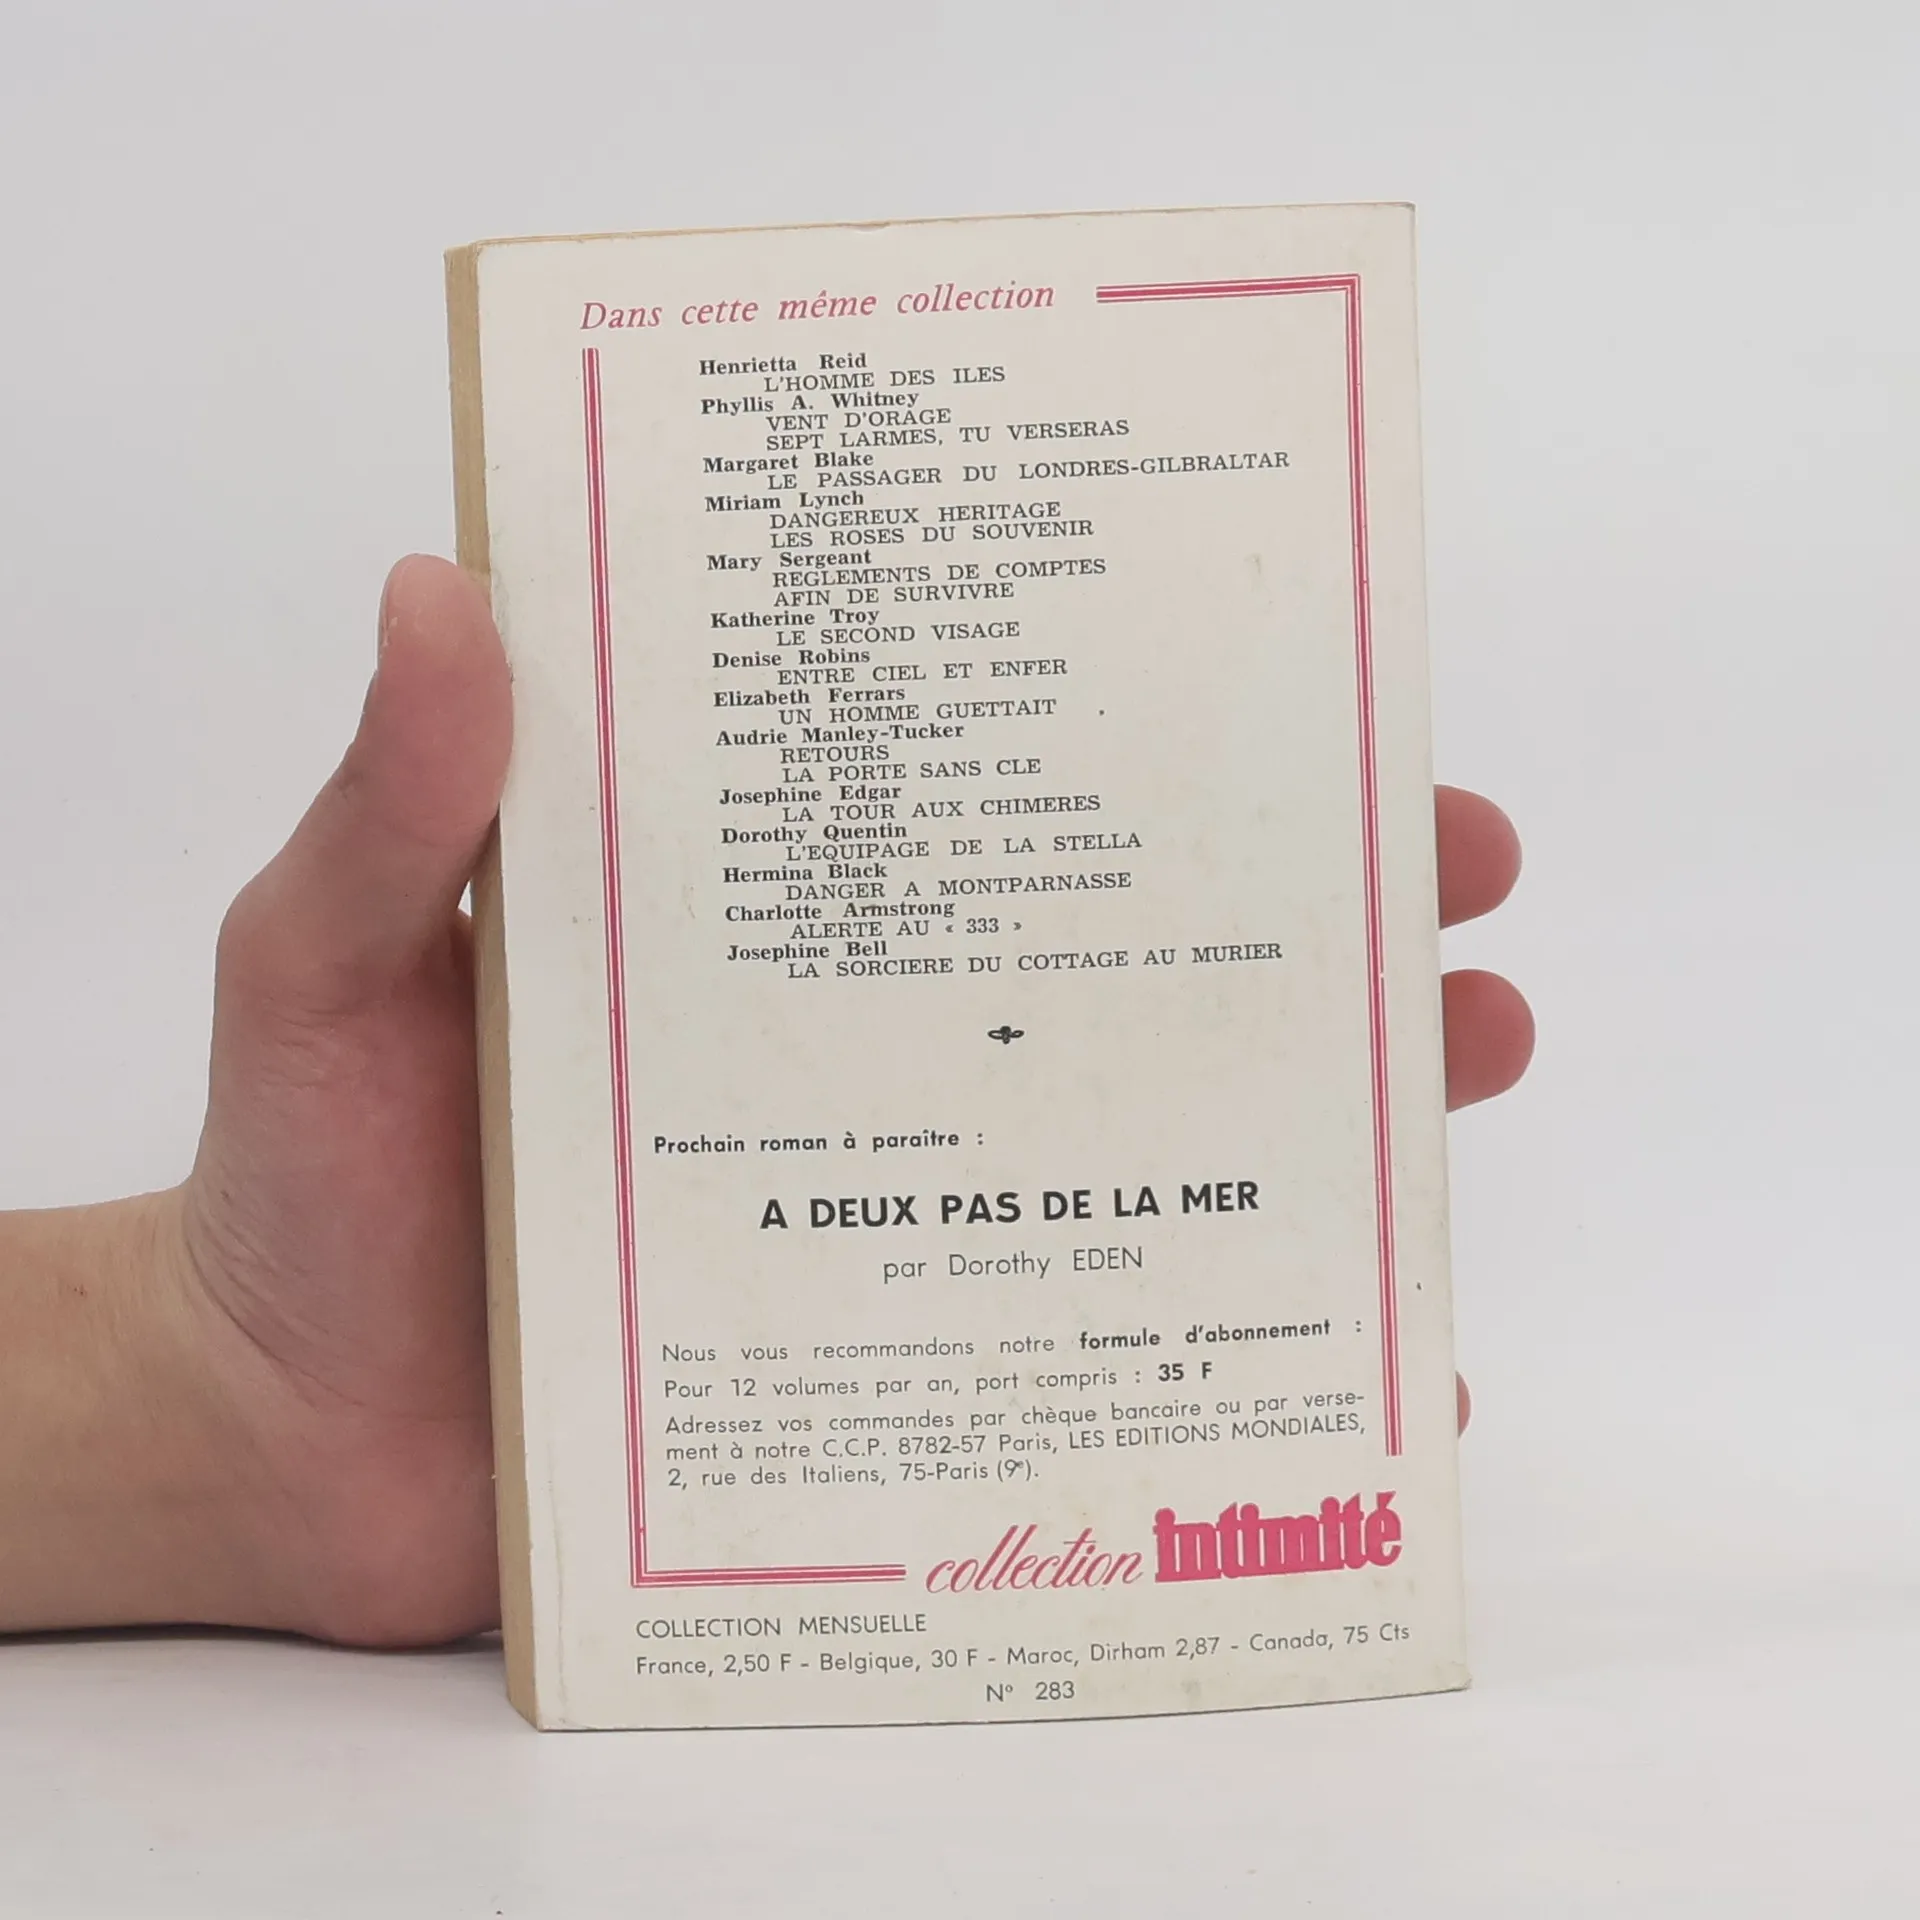 Dans cette même collection
Henrietta Reid
L'HOMME DES ILES
Phyllis A. Whitney
VENT D'ORAGE
SEPT LARMES, TU VERSERAS
Margaret Blake
LE PASSAGER DU LONDRES-GILBRALTAR
Miriam Lynch
DANGEREUX HERITAGE
LES ROSES DU SOUVENIR
Mary Sergeant
REGLEMENTS DE COMPTES
AFIN DE SURVIVRE
Katherine Troy
LE SECOND VISAGE
Denise Robins
ENTRE CIEL ET ENFER
Elizabeth Ferrars
UN HOMME GUETTAIT
Audrie Manley-Tucker
RETOURS
LA PORTE SANS CLE
Josephine Edgar
LA TOUR AUX CHIMERES
Dorothy Quentin
L'EQUIPAGE DE LA STELLA
Hermina Black
DANGER A MONTPARNASSE
Charlotte Armstrong
ALERTE AU « 333 »
Josephine Bell
LA SORCIERE DU COTTAGE AU MURIER
Prochain roman à paraître :
A DEUX PAS DE LA MER
par Dorothy EDEN
Nous vous recommandons notre formule d'abonnement :
Pour 12 volumes par an, port compris : 35 F
Adressez vos commandes par chèque bancaire ou par verse-
ment à notre C.C.P. 8782-57 Paris, LES EDITIONS MONDIALES,
2, rue des Italiens, 75-Paris (9e).
collection intimité
COLLECTION MENSUELLE
France, 2,50 F - Belgique, 30 F - Maroc, Dirham 2,87 - Canada, 75 Cts
N° 283